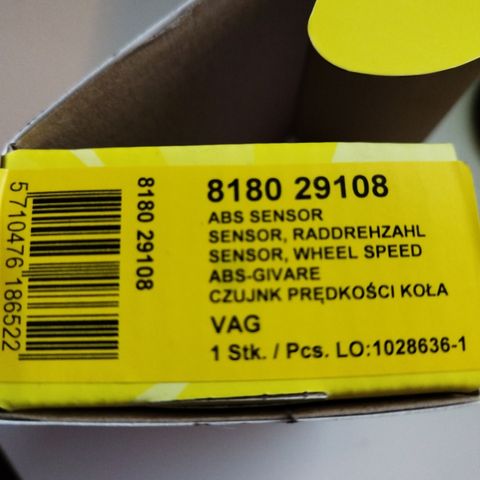 8180 29108
ABS SENSOR
SENSOR, RADDREHZAHL
SENSOR, WHEEL SPEED
ABS-GIVARE
CZUJNK PRĘDKOŚCI KOŁA
VAG
1 Stk. / Pcs. LO:1028636-1
8180 29108
5 710476 186522